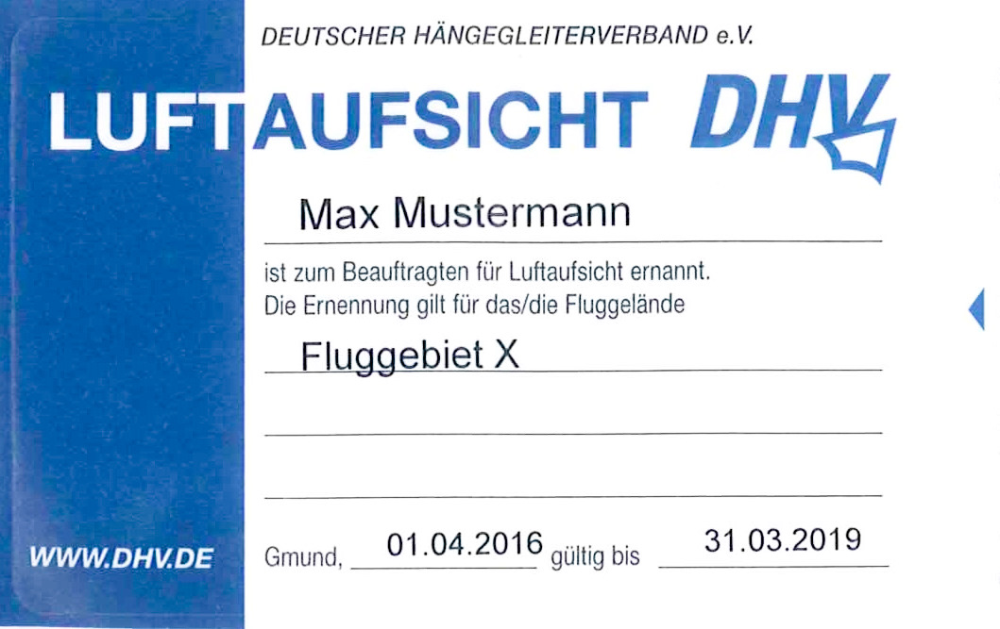 DEUTSCHER HÄNGEGLEITERVERBAND e.V.
LUFTAUFSICHT DHV
Max Mustermann
ist zum Beauftragten für Luftaufsicht ernannt.
Die Ernennung gilt für das/die Fluggelände
Fluggebiet X
WWW.DHV.DE Gmund, 01.04.2016 gültig bis 31.03.2019